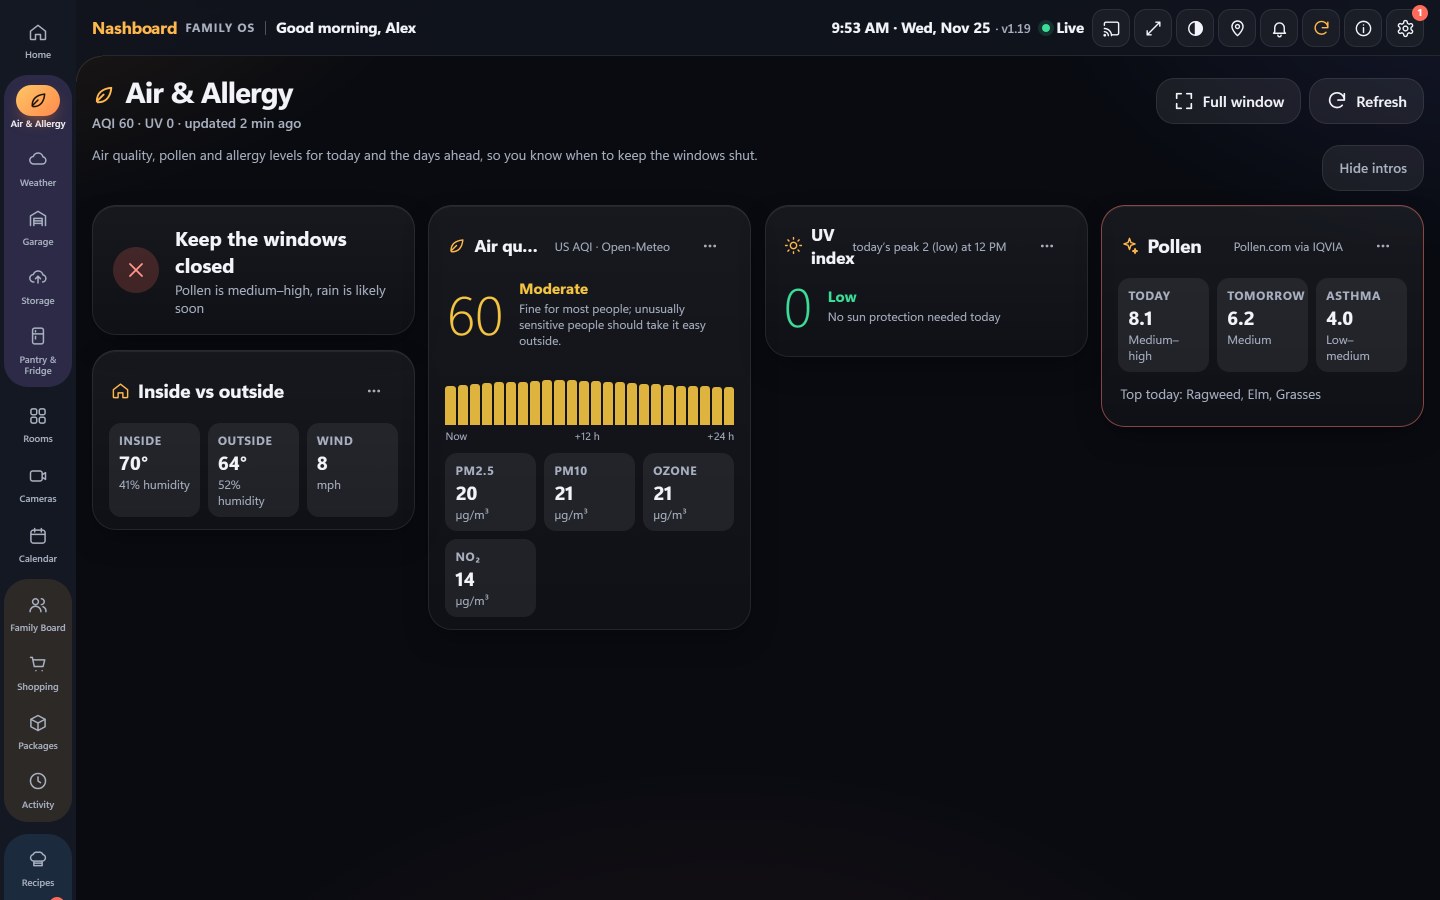 Nashboard FAMILY OS Good morning, Alex
9:53 AM · Wed, Nov 25 · v1.19 Live
1
Home
Air & Allergy
Weather
Garage
Storage
Pantry &
Fridge
Rooms
Cameras
Calendar
Family Board
Shopping
Packages
Activity
Recipes
Air & Allergy
AQI 60 · UV 0 · updated 2 min ago
Full window
Refresh
Air quality, pollen and allergy levels for today and the days ahead, so you know when to keep the windows shut.
Hide intros
Keep the windows
closed
Pollen is medium–high, rain is likely
soon
Inside vs outside
INSIDE
70°
41% humidity
OUTSIDE
64°
52%
humidity
WIND
8
mph
Air qu... US AQI · Open-Meteo
60
Moderate
Fine for most people; unusually
sensitive people should take it easy
outside.
Now +12 h +24 h
PM2.5
20
µg/m³
PM10
21
µg/m³
OZONE
21
µg/m³
NO₂
14
µg/m³
UV
index
today's peak 2 (low) at 12 PM
0
Low
No sun protection needed today
Pollen Pollen.com via IQVIA
TODAY
8.1
Medium–
high
TOMORROW
6.2
Medium
ASTHMA
4.0
Low–
medium
Top today: Ragweed, Elm, Grasses